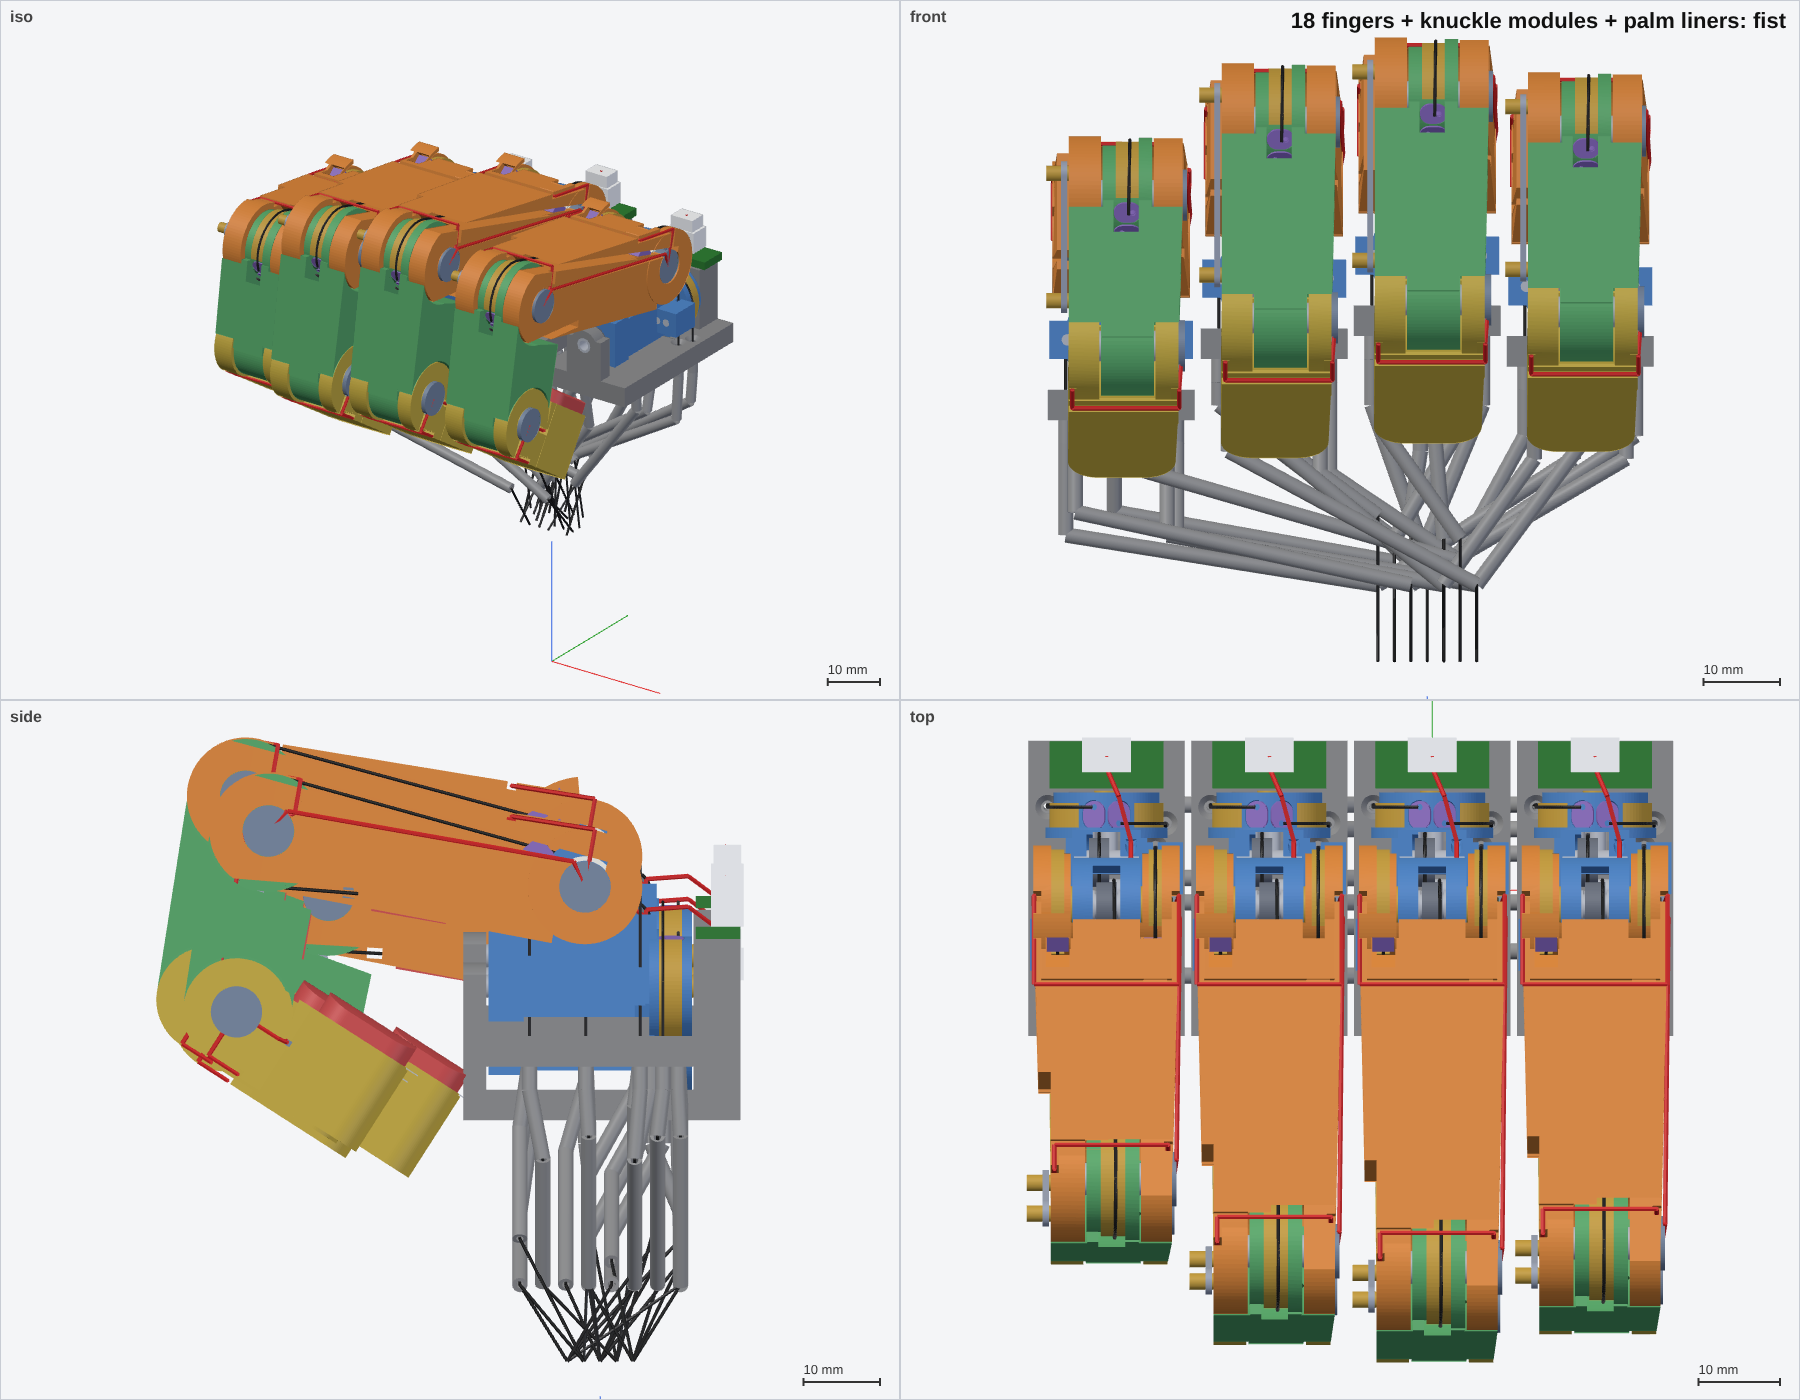 iso
front
18 fingers + knuckle modules + palm liners: fist
10 mm
10 mm
side
top
10 mm
10 mm